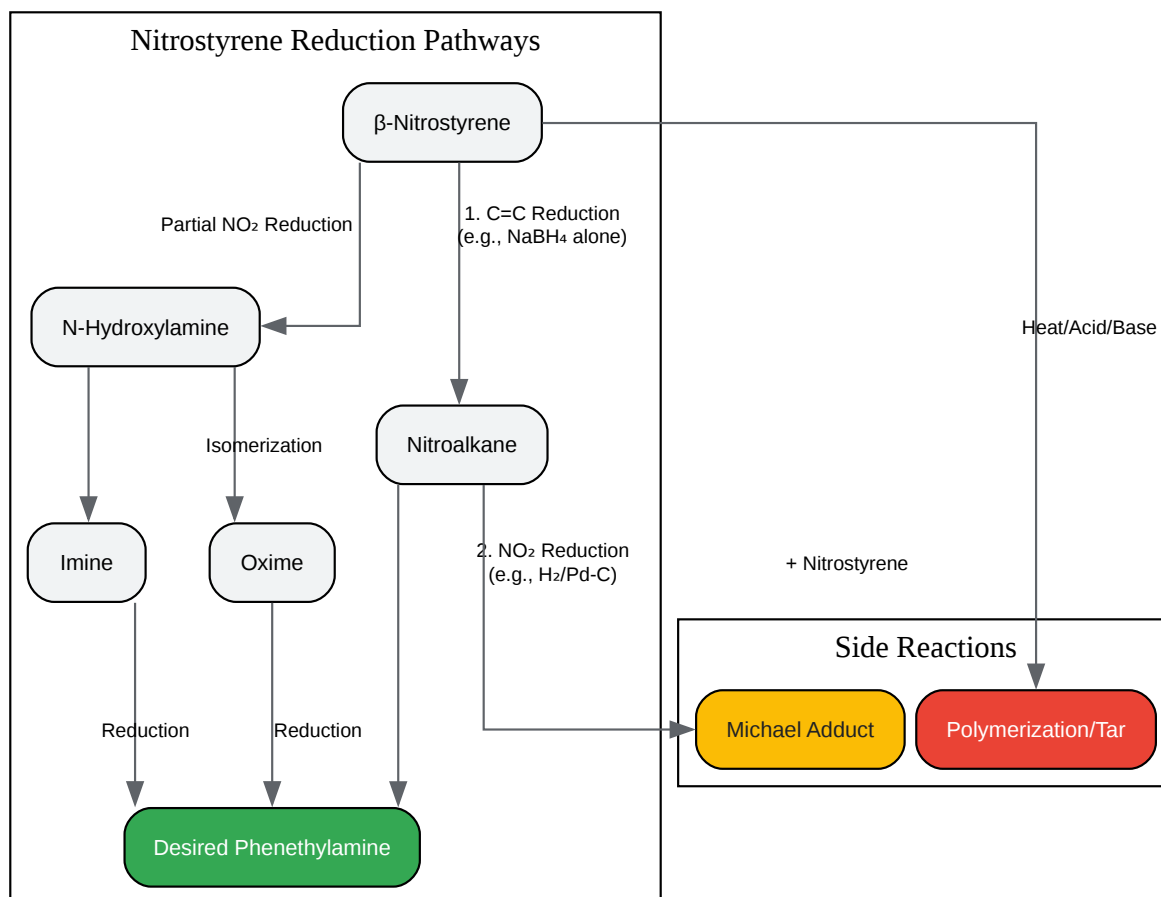 Nitrostyrene Reduction Pathways
β-Nitrostyrene
Partial NO₂ Reduction
1. C=C Reduction
(e.g., NaBH₄ alone)
N-Hydroxylamine
Heat/Acid/Base
Isomerization
Nitroalkane
Imine
Oxime
2. NO₂ Reduction
(e.g., H₂/Pd-C)
+ Nitrostyrene
Side Reactions
Reduction
Reduction
Michael Adduct
Polymerization/Tar
Desired Phenethylamine